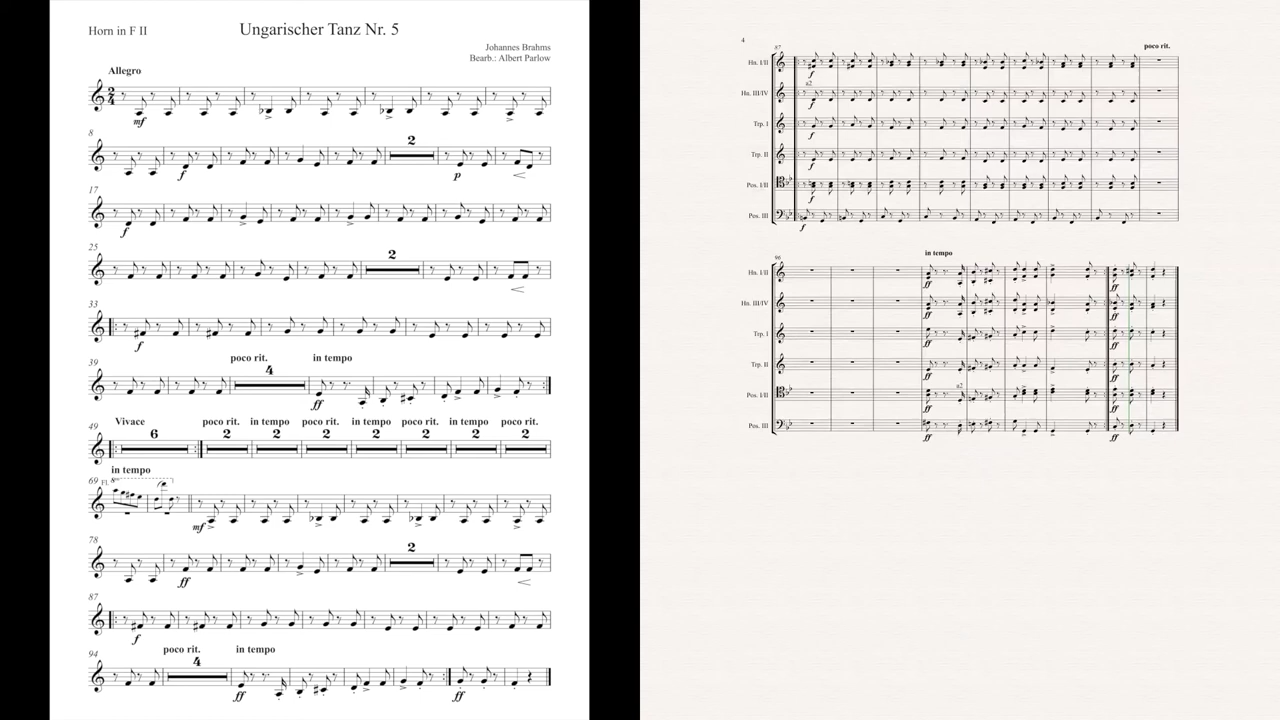 Horn in F II
Ungarischer Tanz Nr. 5
Johannes Brahms
Bearb.: Albert Parlow
Allegro
2
4
mf
8
2
f
p
17
f
25
2
33
f
39
poco rit.
in tempo
4
ff
49
Vivace
poco rit.
in tempo
poco rit.
in tempo
poco rit.
in tempo
poco rit.
6
2
2
2
2
2
2
2
in tempo
69
Fl.
8va
mf
78
2
ff
87
f
94
poco rit.
in tempo
4
ff
ff
4
87
poco rit.
Hn. I/II
f
a2
Hn. III/IV
f
Trp. I
f
Trp. II
f
Pos. I/II
f
Pos. III
f
96
in tempo
Hn. I/II
ff
ff
Hn. III/IV
ff
ff
Trp. I
ff
ff
Trp. II
ff
ff
a2
Pos. I/II
ff
ff
Pos. III
ff
ff